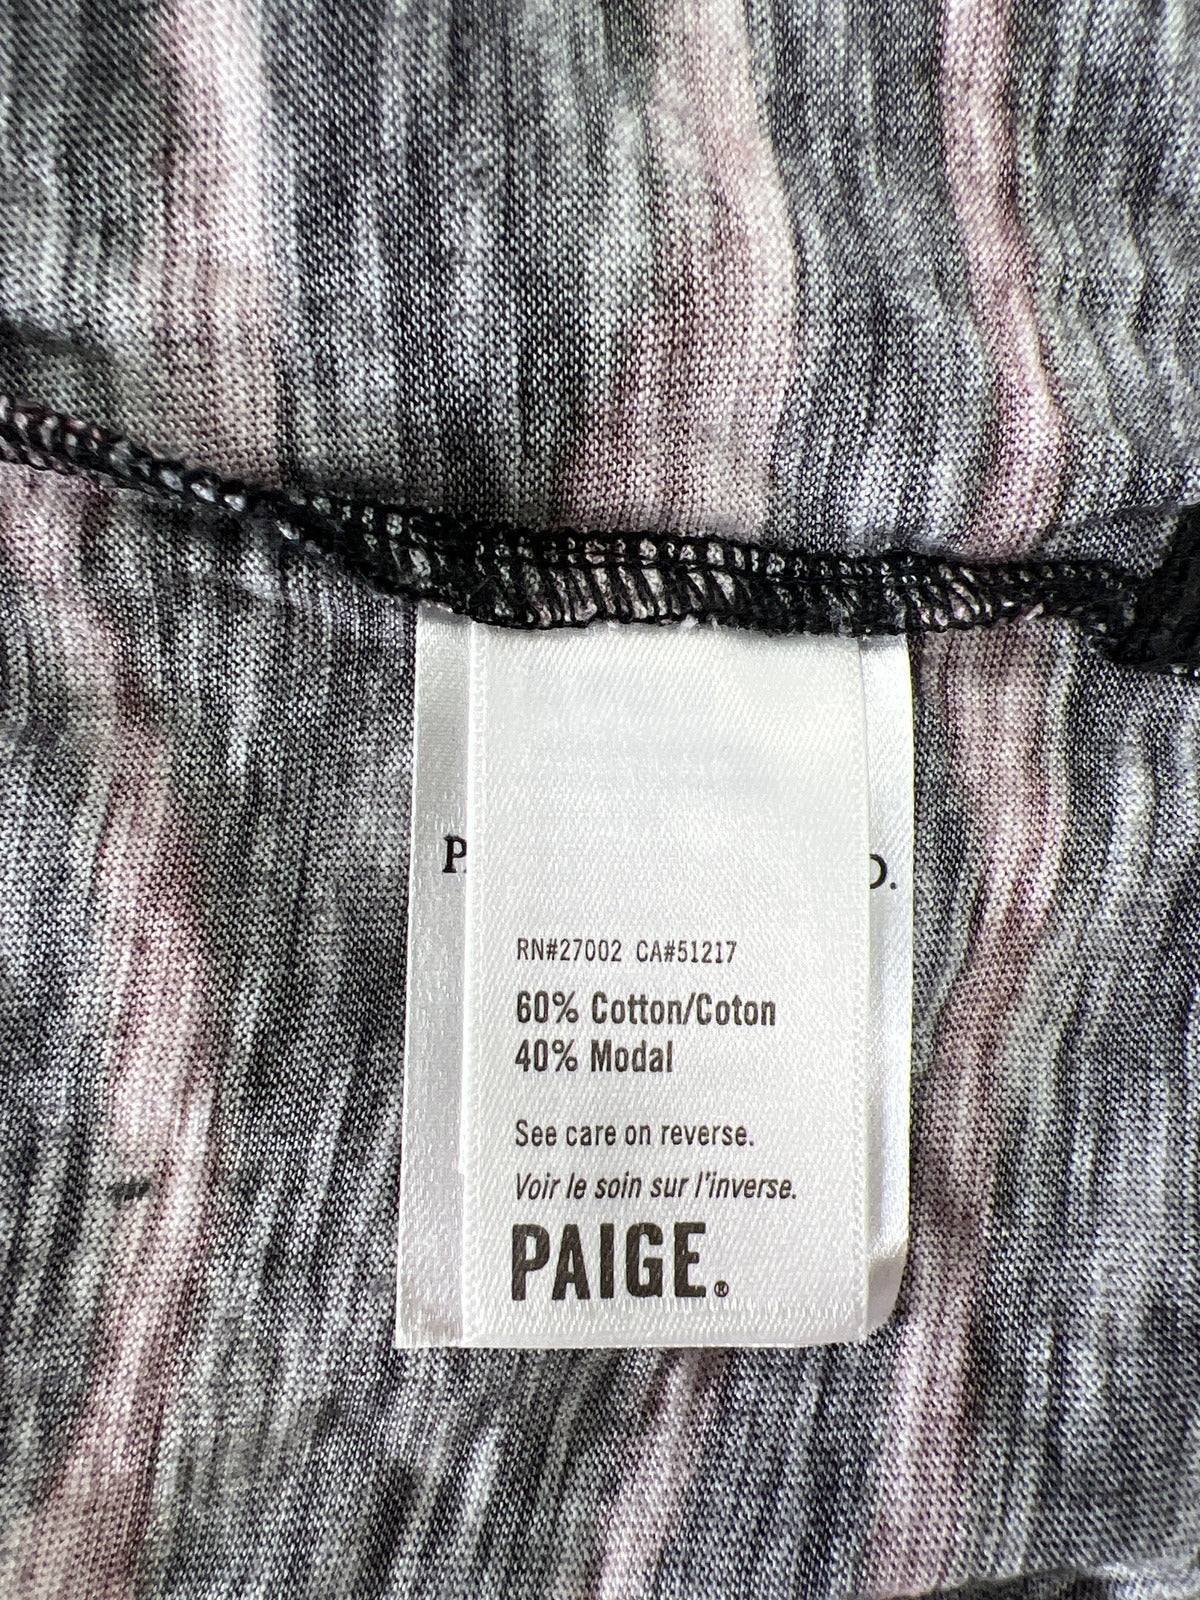 RN#27002 CA#51217
60% Cotton/Coton
40% Modal
See care on reverse.
Voir le soin sur l'inverse.
PAIGE.®